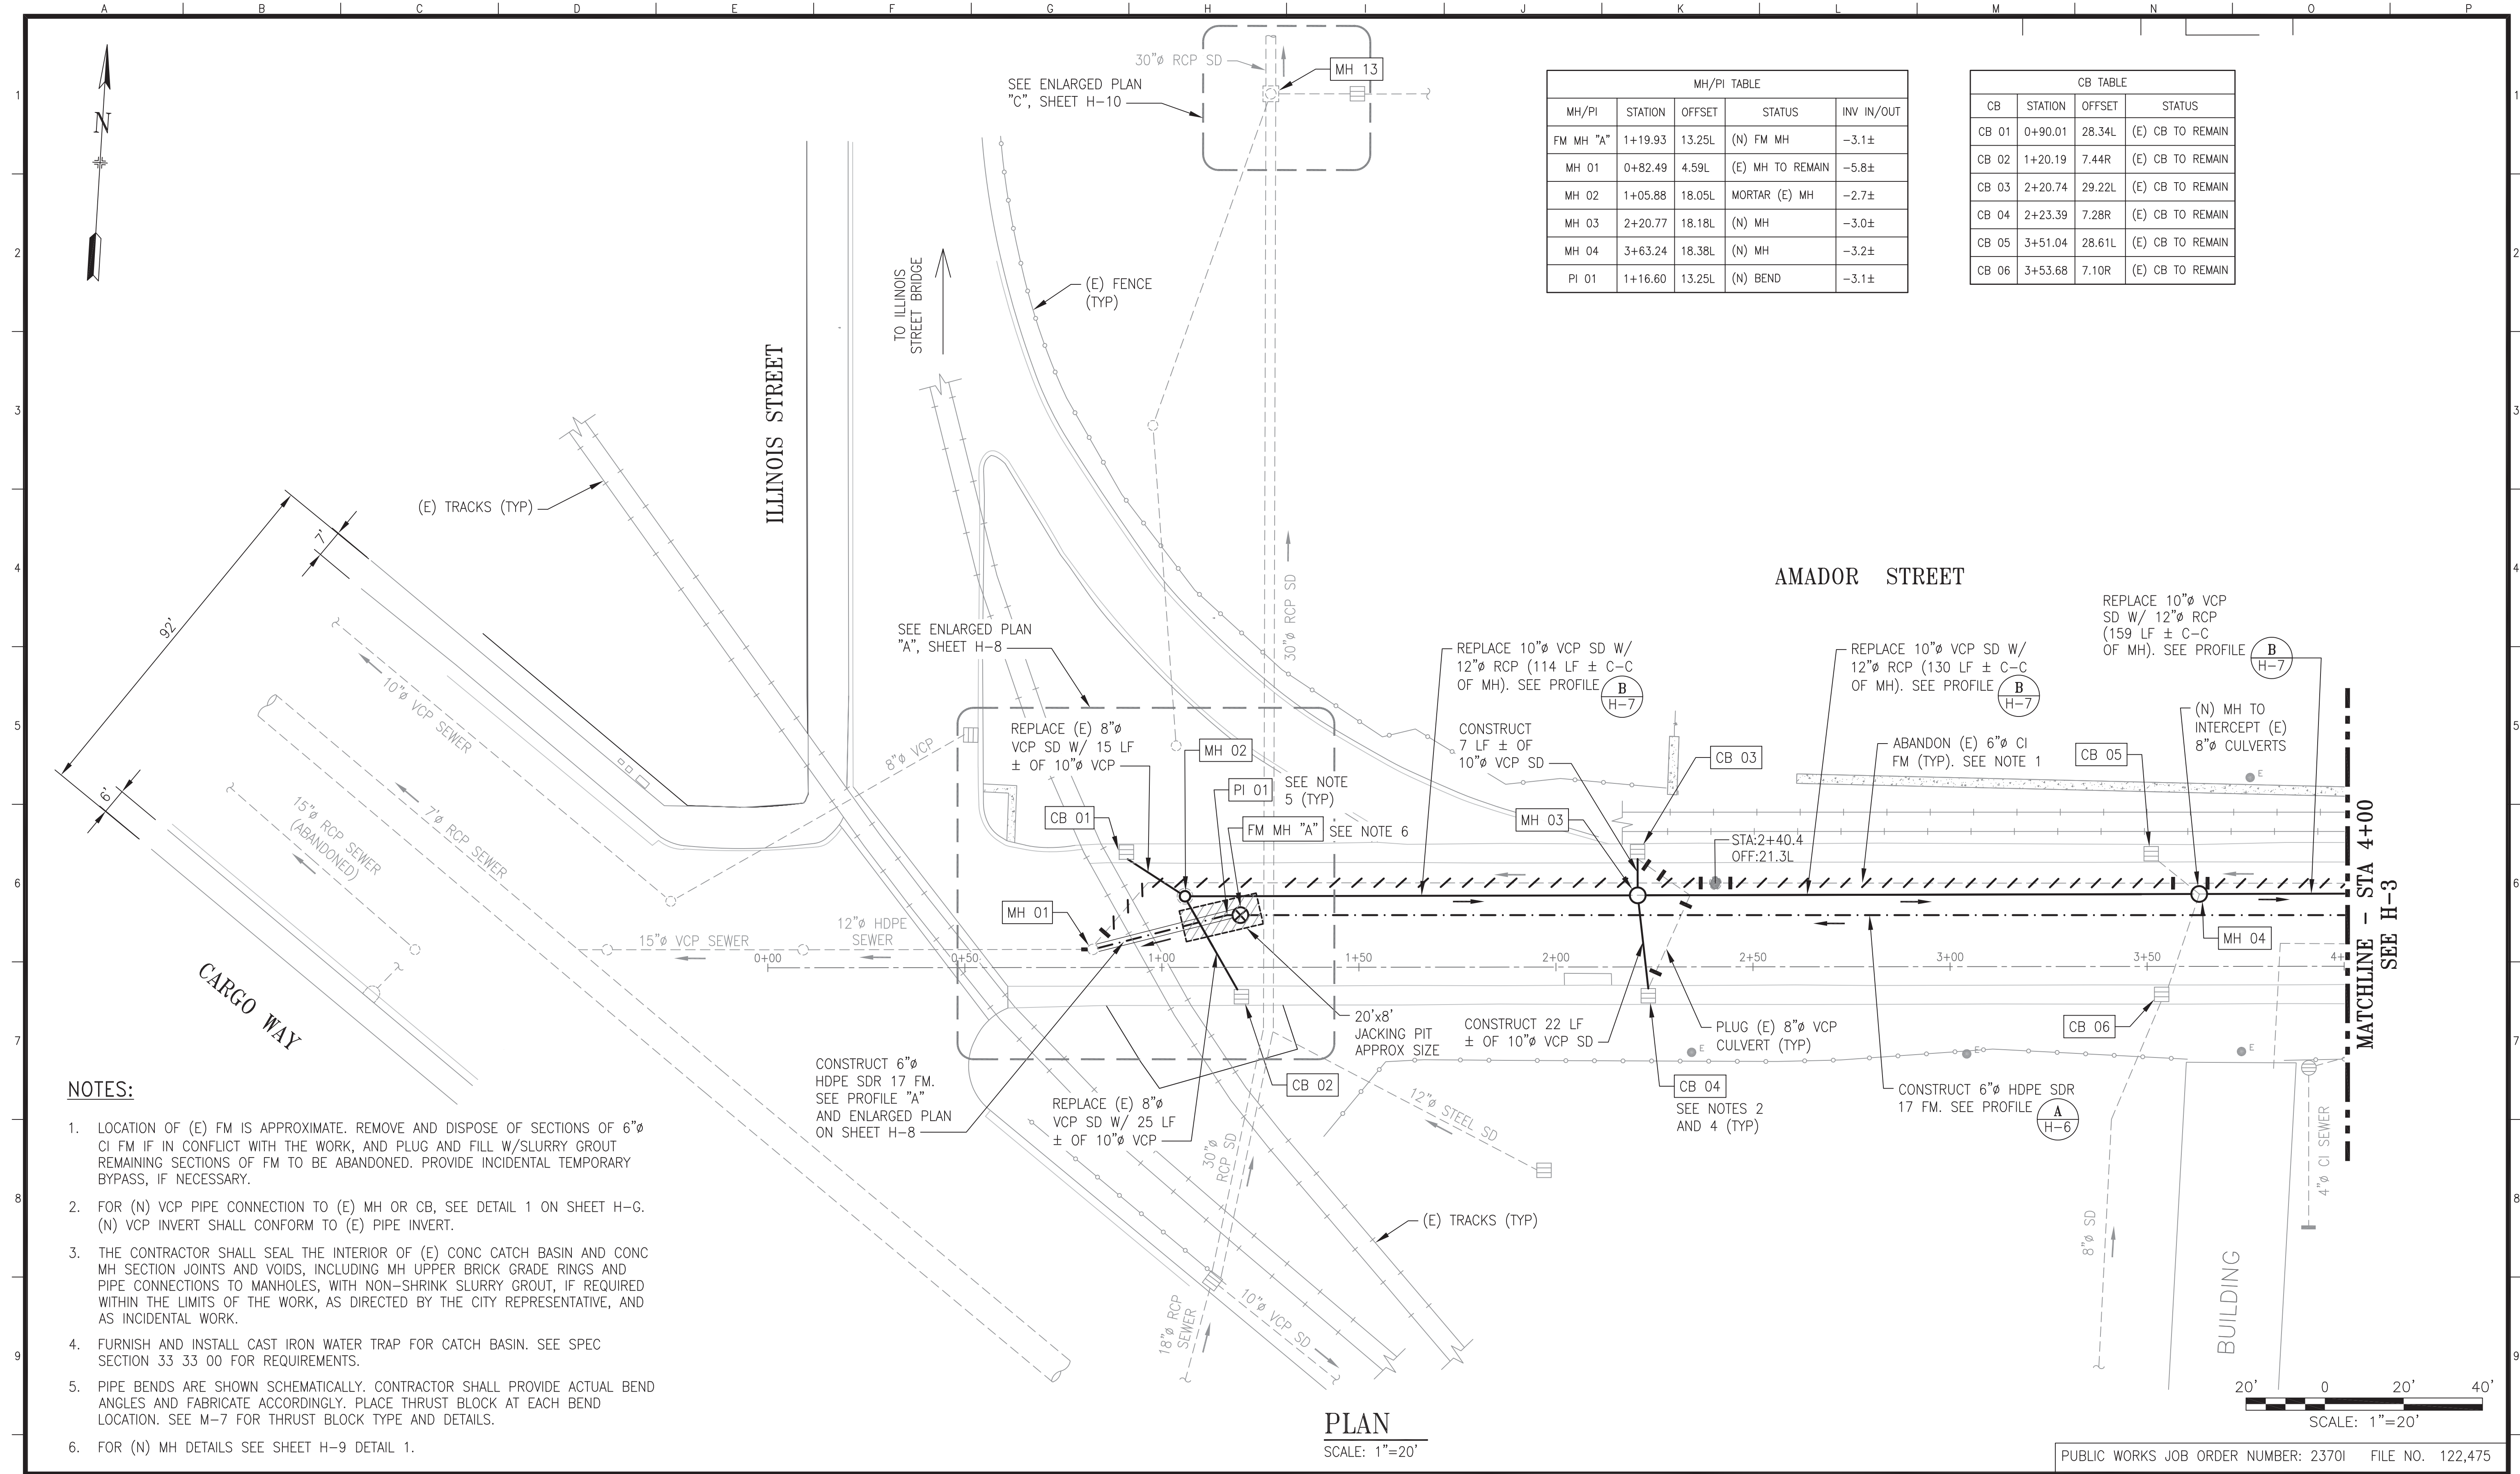 A B C D E F G H I J K L M N O P
1
2
3
4
5
6
7
8
9
N
30"ø RCP SD
MH 13
SEE ENLARGED PLAN
"C", SHEET H-10
MH/PI TABLE
MH/PI STATION OFFSET STATUS INV IN/OUT
FM MH "A" 1+19.93 13.25L (N) FM MH -3.1±
MH 01 0+82.49 4.59L (E) MH TO REMAIN -5.8±
MH 02 1+05.88 18.05L MORTAR (E) MH -2.7±
MH 03 2+20.77 18.18L (N) MH -3.0±
MH 04 3+63.24 18.38L (N) MH -3.2±
PI 01 1+16.60 13.25L (N) BEND -3.1±
CB TABLE
CB STATION OFFSET STATUS
CB 01 0+90.01 28.34L (E) CB TO REMAIN
CB 02 1+20.19 7.44R (E) CB TO REMAIN
CB 03 2+20.74 29.22L (E) CB TO REMAIN
CB 04 2+23.39 7.28R (E) CB TO REMAIN
CB 05 3+51.04 28.61L (E) CB TO REMAIN
CB 06 3+53.68 7.10R (E) CB TO REMAIN
TO ILLINOIS
STREET BRIDGE
(E) FENCE
(TYP)
ILLINOIS STREET
(E) TRACKS (TYP)
7'
92'
6'
AMADOR STREET
30"ø RCP SD
SEE ENLARGED PLAN
"A", SHEET H-8
REPLACE 10"ø VCP SD W/
12"ø RCP (114 LF ± C-C
OF MH). SEE PROFILE
B
H-7
REPLACE 10"ø VCP SD W/
12"ø RCP (130 LF ± C-C
OF MH). SEE PROFILE
B
H-7
REPLACE 10"ø VCP
SD W/ 12"ø RCP
(159 LF ± C-C
OF MH). SEE PROFILE
B
H-7
10"ø VCP SEWER
15"ø RCP SEWER
(ABANDONED)
7'ø RCP SEWER
8"ø VCP
REPLACE (E) 8"ø
VCP SD W/ 15 LF
± OF 10"ø VCP
MH 02
PI 01
SEE NOTE
5 (TYP)
CB 01
FM MH "A"
SEE NOTE 6
CONSTRUCT
7 LF ± OF
10"ø VCP SD
CB 03
MH 03
STA:2+40.4
OFF:21.3L
ABANDON (E) 6"ø CI
FM (TYP). SEE NOTE 1
CB 05
(N) MH TO
INTERCEPT (E)
8"ø CULVERTS
E
MATCHLINE - STA 4+00
SEE H-3
MH 01
15"ø VCP SEWER
12"ø HDPE
SEWER
MH 04
0+00 0+50 1+00 1+50 2+00 2+50 3+00 3+50 4+
CARGO WAY
20'x8'
JACKING PIT
APPROX SIZE
CONSTRUCT 22 LF
± OF 10"ø VCP SD
PLUG (E) 8"ø VCP
CULVERT (TYP)
E
E
E
CB 06
CONSTRUCT 6"ø
HDPE SDR 17 FM.
SEE PROFILE "A"
AND ENLARGED PLAN
ON SHEET H-8
CB 02
REPLACE (E) 8"ø
VCP SD W/ 25 LF
± OF 10"ø VCP
CB 04
SEE NOTES 2
AND 4 (TYP)
CONSTRUCT 6"ø HDPE SDR
17 FM. SEE PROFILE
A
H-6
12"ø STEEL SD
30"ø
RCP SD
4"ø CI SEWER
8"ø SD
BUILDING
(E) TRACKS (TYP)
10"ø VCP SD
18"ø RCP
SEWER
NOTES:
1. LOCATION OF (E) FM IS APPROXIMATE. REMOVE AND DISPOSE OF SECTIONS OF 6"ø
CI FM IF IN CONFLICT WITH THE WORK, AND PLUG AND FILL W/SLURRY GROUT
REMAINING SECTIONS OF FM TO BE ABANDONED. PROVIDE INCIDENTAL TEMPORARY
BYPASS, IF NECESSARY.
2. FOR (N) VCP PIPE CONNECTION TO (E) MH OR CB, SEE DETAIL 1 ON SHEET H-G.
(N) VCP INVERT SHALL CONFORM TO (E) PIPE INVERT.
3. THE CONTRACTOR SHALL SEAL THE INTERIOR OF (E) CONC CATCH BASIN AND CONC
MH SECTION JOINTS AND VOIDS, INCLUDING MH UPPER BRICK GRADE RINGS AND
PIPE CONNECTIONS TO MANHOLES, WITH NON-SHRINK SLURRY GROUT, IF REQUIRED
WITHIN THE LIMITS OF THE WORK, AS DIRECTED BY THE CITY REPRESENTATIVE, AND
AS INCIDENTAL WORK.
4. FURNISH AND INSTALL CAST IRON WATER TRAP FOR CATCH BASIN. SEE SPEC
SECTION 33 33 00 FOR REQUIREMENTS.
5. PIPE BENDS ARE SHOWN SCHEMATICALLY. CONTRACTOR SHALL PROVIDE ACTUAL BEND
ANGLES AND FABRICATE ACCORDINGLY. PLACE THRUST BLOCK AT EACH BEND
LOCATION. SEE M-7 FOR THRUST BLOCK TYPE AND DETAILS.
6. FOR (N) MH DETAILS SEE SHEET H-9 DETAIL 1.
PLAN
SCALE: 1"=20'
20' 0 20' 40'
SCALE: 1"=20'
PUBLIC WORKS JOB ORDER NUMBER: 2370I FILE NO. 122,475